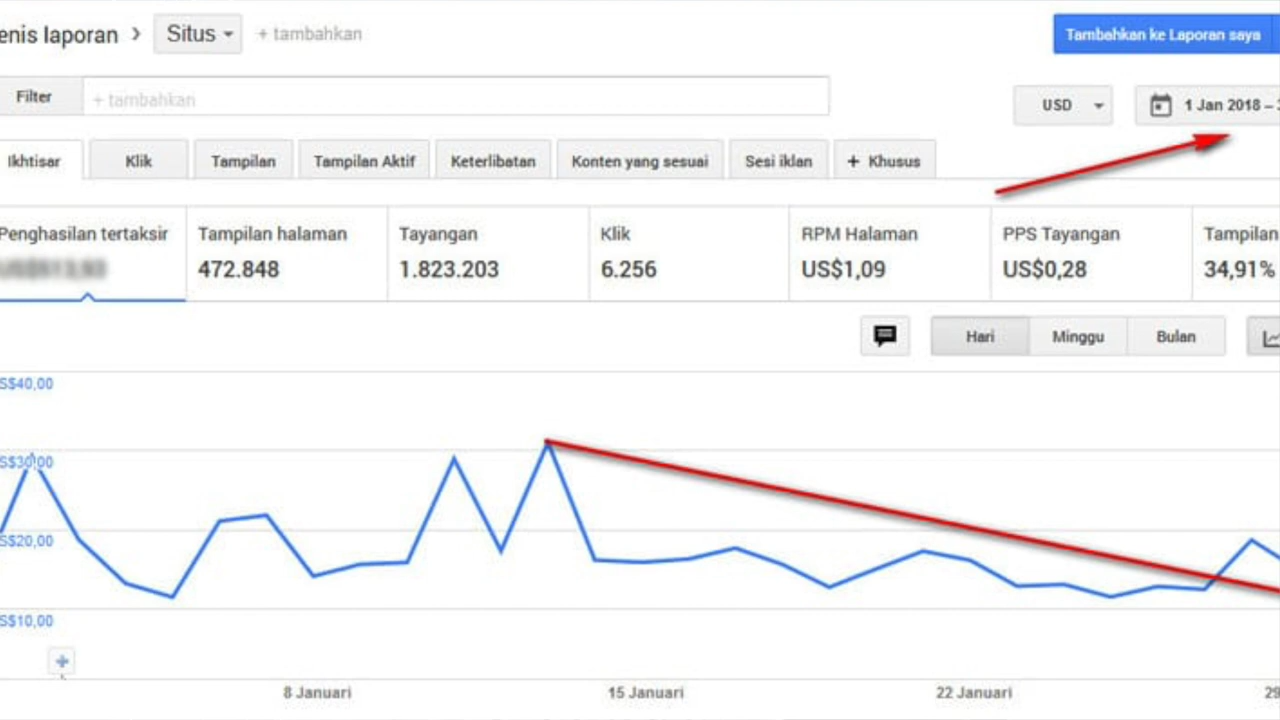 enis laporan > Situs + tambahkan Tambahkan ke Laporan saya
Filter + tambahkan USD 1 Jan 2018 –
Ikhtisar Klik Tampilan Tampilan Aktif Keterlibatan Konten yang sesuai Sesi iklan + Khusus
Penghasilan tertaksir Tampilan halaman Tayangan Klik RPM Halaman PPS Tayangan Tampilan
472.848 1.823.203 6.256 US$1,09 US$0,28 34,91%
Hari Minggu Bulan
S$40,00
S$30,00
S$20,00
S$10,00
8 Januari 15 Januari 22 Januari 29